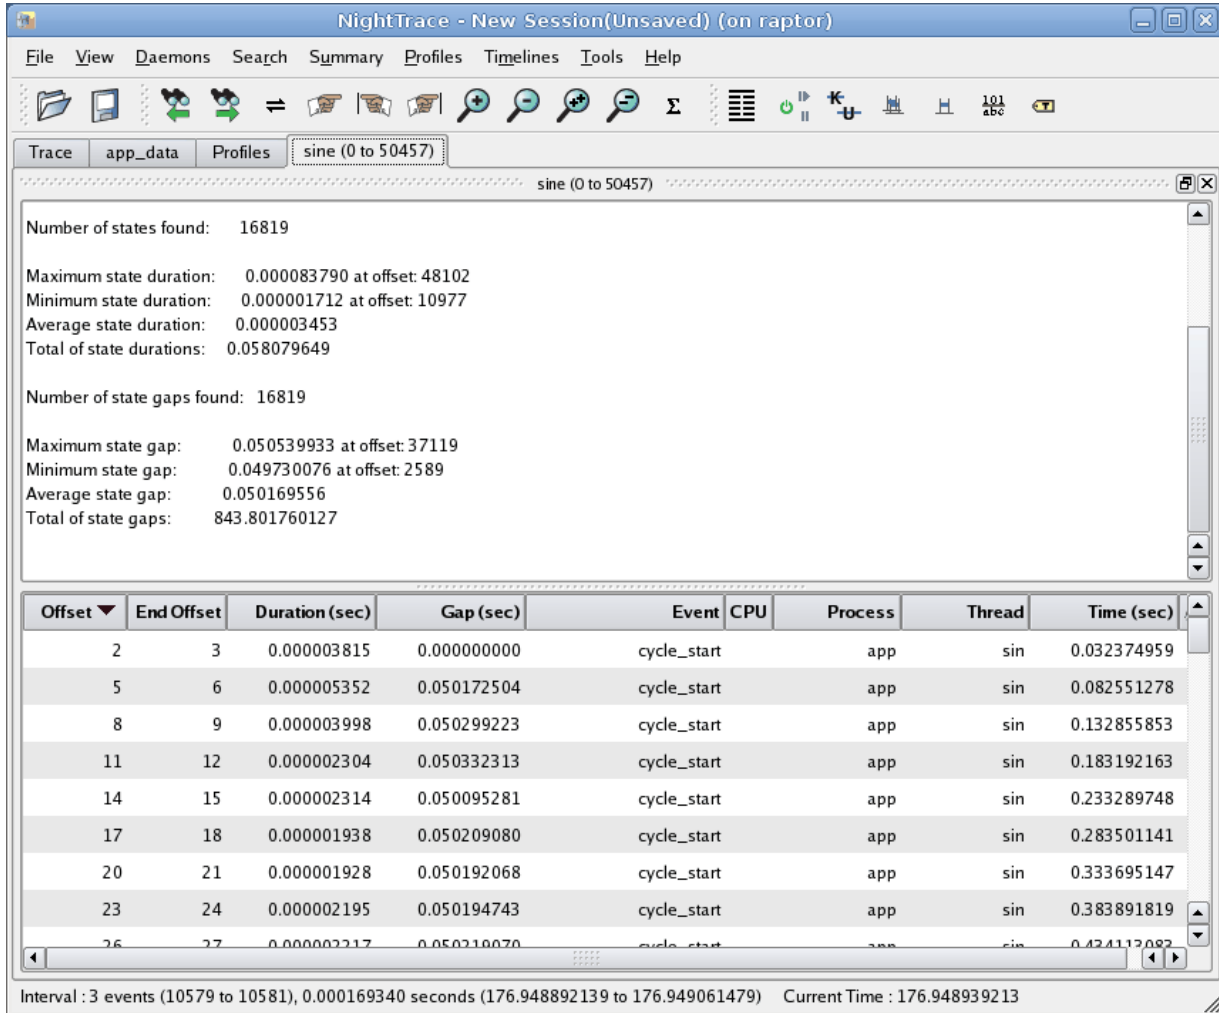 NightTrace - New Session(Unsaved) (on raptor)
File View Daemons Search Summary Profiles Timelines Tools Help
Σ K U 101 abc T
Trace app_data Profiles sine (0 to 50457)
sine (0 to 50457)
Number of states found: 16819
Maximum state duration: 0.000083790 at offset: 48102
Minimum state duration: 0.000001712 at offset: 10977
Average state duration: 0.000003453
Total of state durations: 0.058079649
Number of state gaps found: 16819
Maximum state gap: 0.050539933 at offset: 37119
Minimum state gap: 0.049730076 at offset: 2589
Average state gap: 0.050169556
Total of state gaps: 843.801760127
Offset End Offset Duration (sec) Gap (sec) Event CPU Process Thread Time (sec)
2 3 0.000003815 0.000000000 cycle_start app sin 0.032374959
5 6 0.000005352 0.050172504 cycle_start app sin 0.082551278
8 9 0.000003998 0.050299223 cycle_start app sin 0.132855853
11 12 0.000002304 0.050332313 cycle_start app sin 0.183192163
14 15 0.000002314 0.050095281 cycle_start app sin 0.233289748
17 18 0.000001938 0.050209080 cycle_start app sin 0.283501141
20 21 0.000001928 0.050192068 cycle_start app sin 0.333695147
23 24 0.000002195 0.050194743 cycle_start app sin 0.383891819
26 27 0.000002217 0.050219070 cycle_start app sin 0.434113083
Interval : 3 events (10579 to 10581), 0.000169340 seconds (176.948892139 to 176.949061479) Current Time : 176.948939213